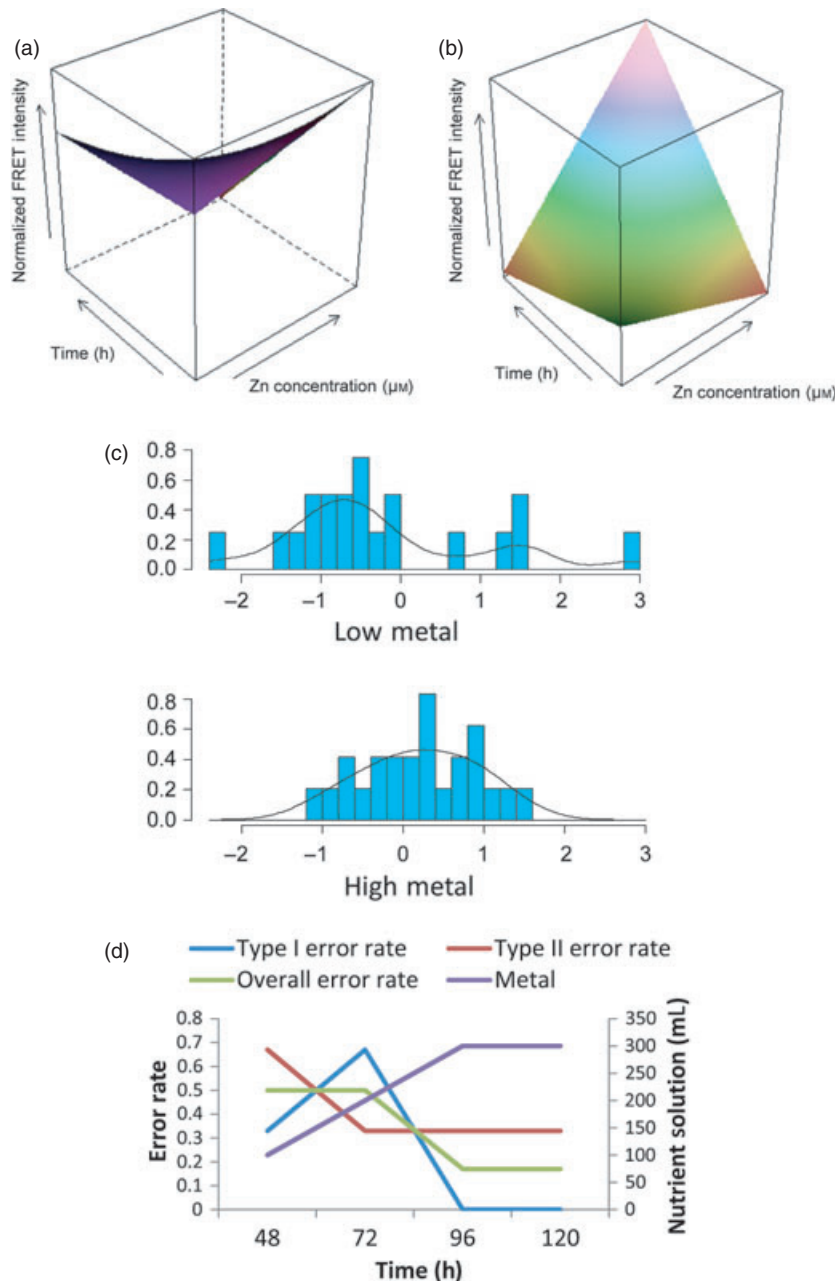 (a)
Normalized FRET intensity
Time (h)
Zn concentration (µM)
(b)
Normalized FRET intensity
Time (h)
Zn concentration (µM)
(c)
0.8
0.6
0.4
0.2
0.0
–2 –1 0 1 2 3
Low metal
0.8
0.6
0.4
0.2
0.0
–2 –1 0 1 2 3
High metal
(d)
Type I error rate Type II error rate
Overall error rate Metal
Error rate
0.8
0.7
0.6
0.5
0.4
0.3
0.2
0.1
0
350
300
250
200
150
100
50
0
Nutrient solution (mL)
48 72 96 120
Time (h)